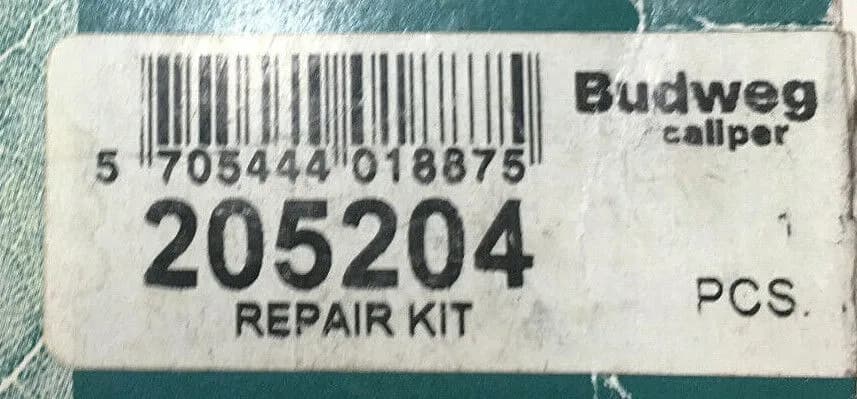 Budweg
caliper
5 705444 018875
205204
REPAIR KIT
1
PCS.